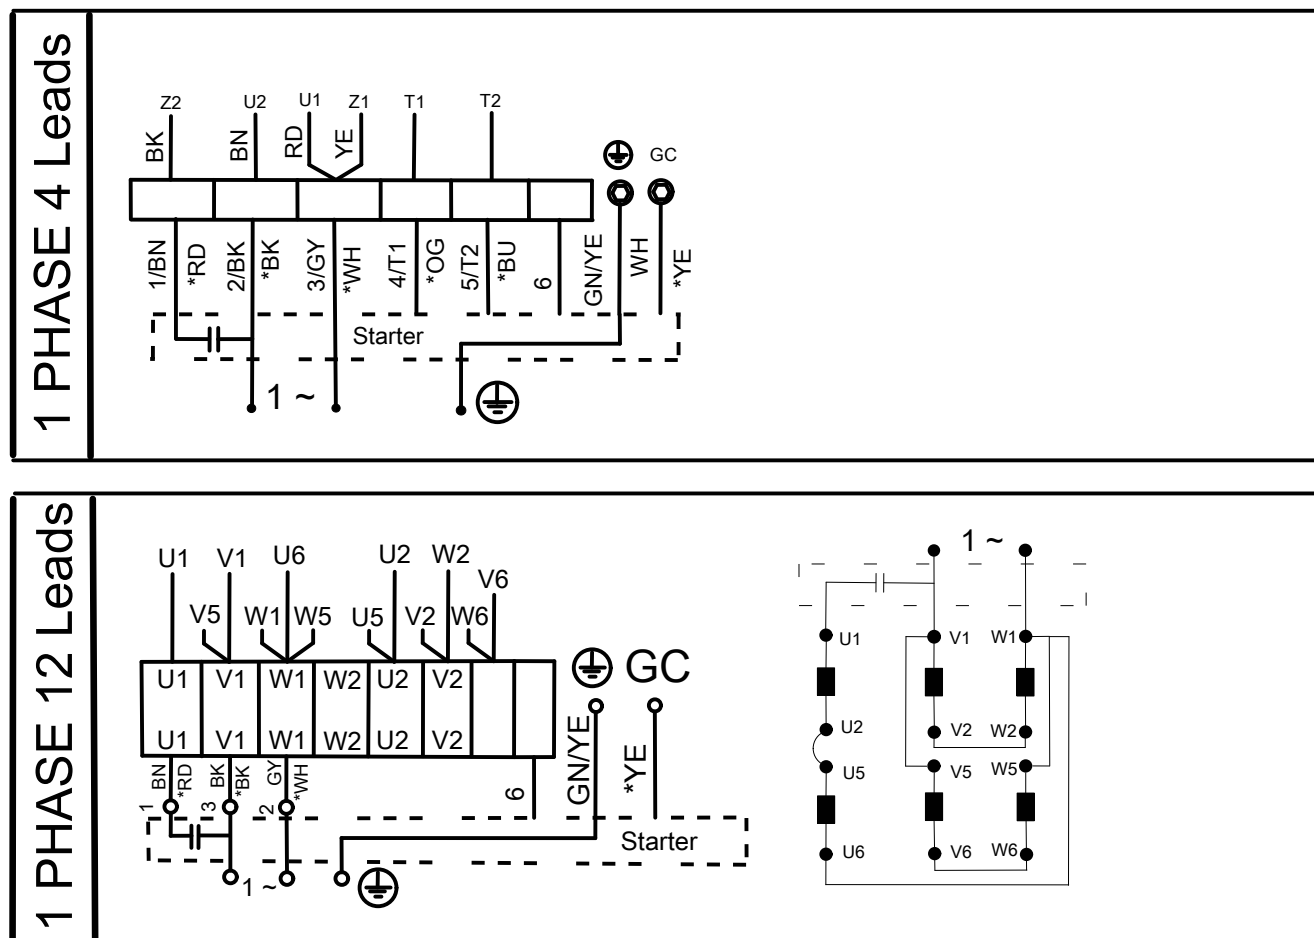 1 PHASE 4 Leads
Z2 U2 U1 Z1 T1 T2
BK BN RD YE
GC
1/BN *RD 2/BK *BK 3/GY *WH 4/T1 *OG 5/T2 *BU 6 GN/YE WH *YE
Starter
1 ~
1 PHASE 12 Leads
U1 V1 U6 U2 W2 V6
V5 W1 W5 U5 V2 W6
GC
U1 V1 W1 W2 U2 V2
U1 V1 W1 W2 U2 V2
BN *RD BK *BK GY *WH 6 GN/YE *YE
1 3 2
Starter
1 ~
1 ~
U1 V1 W1
U2 V2 W2
U5 V5 W5
U6 V6 W6